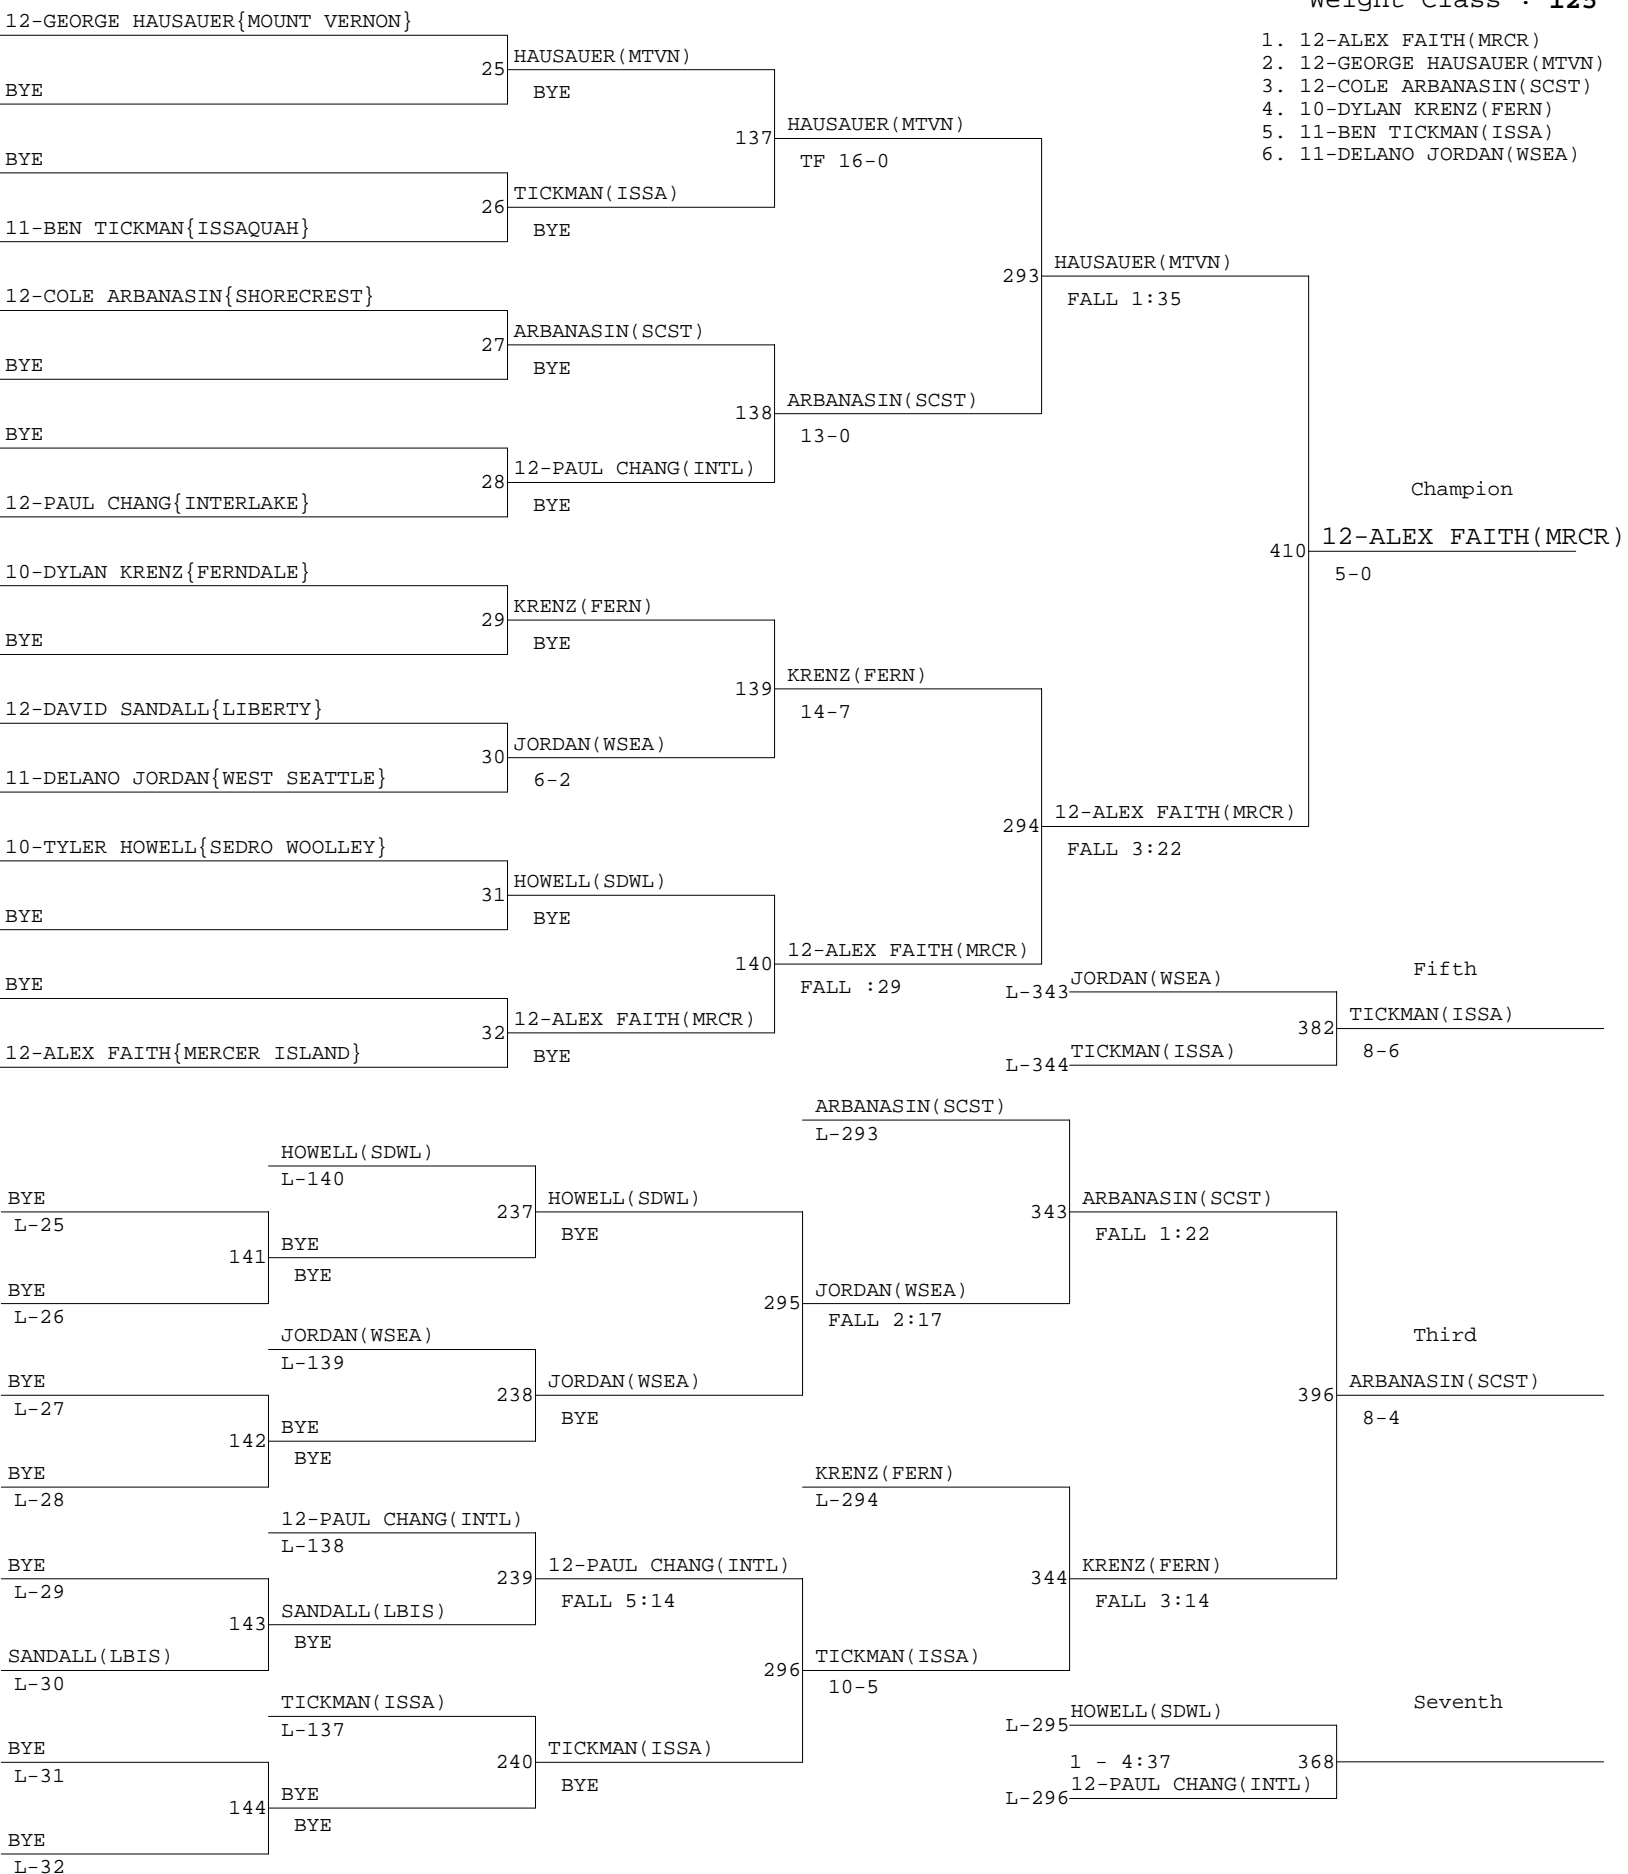 Weight Class : 125
1. 12-ALEX FAITH(MRCR)
2. 12-GEORGE HAUSAUER(MTVN)
3. 12-COLE ARBANASIN(SCST)
4. 10-DYLAN KRENZ(FERN)
5. 11-BEN TICKMAN(ISSA)
6. 11-DELANO JORDAN(WSEA)
12-GEORGE HAUSAUER{MOUNT VERNON}
25
HAUSAUER(MTVN)
BYE
BYE
137
HAUSAUER(MTVN)
TF 16-0
BYE
26
TICKMAN(ISSA)
BYE
11-BEN TICKMAN{ISSAQUAH}
293
HAUSAUER(MTVN)
FALL 1:35
12-COLE ARBANASIN{SHORECREST}
27
ARBANASIN(SCST)
BYE
BYE
138
ARBANASIN(SCST)
13-0
BYE
28
12-PAUL CHANG(INTL)
BYE
12-PAUL CHANG{INTERLAKE}
Champion
410
12-ALEX FAITH(MRCR)
5-0
10-DYLAN KRENZ{FERNDALE}
29
KRENZ(FERN)
BYE
BYE
139
KRENZ(FERN)
14-7
12-DAVID SANDALL{LIBERTY}
30
JORDAN(WSEA)
6-2
11-DELANO JORDAN{WEST SEATTLE}
294
12-ALEX FAITH(MRCR)
FALL 3:22
10-TYLER HOWELL{SEDRO WOOLLEY}
31
HOWELL(SDWL)
BYE
BYE
140
12-ALEX FAITH(MRCR)
FALL :29
BYE
32
12-ALEX FAITH(MRCR)
BYE
12-ALEX FAITH{MERCER ISLAND}
Fifth
L-343
JORDAN(WSEA)
382
TICKMAN(ISSA)
8-6
L-344
TICKMAN(ISSA)
ARBANASIN(SCST)
L-293
HOWELL(SDWL)
L-140
BYE
L-25
237
HOWELL(SDWL)
BYE
343
ARBANASIN(SCST)
FALL 1:22
141
BYE
BYE
BYE
L-26
295
JORDAN(WSEA)
FALL 2:17
JORDAN(WSEA)
L-139
Third
BYE
L-27
238
JORDAN(WSEA)
BYE
396
ARBANASIN(SCST)
8-4
142
BYE
BYE
BYE
L-28
KRENZ(FERN)
L-294
12-PAUL CHANG(INTL)
L-138
BYE
L-29
239
12-PAUL CHANG(INTL)
FALL 5:14
344
KRENZ(FERN)
FALL 3:14
143
SANDALL(LBIS)
BYE
SANDALL(LBIS)
L-30
296
TICKMAN(ISSA)
10-5
TICKMAN(ISSA)
L-137
Seventh
L-295
HOWELL(SDWL)
BYE
L-31
240
TICKMAN(ISSA)
BYE
1 - 4:37
368
L-296
12-PAUL CHANG(INTL)
144
BYE
BYE
BYE
L-32